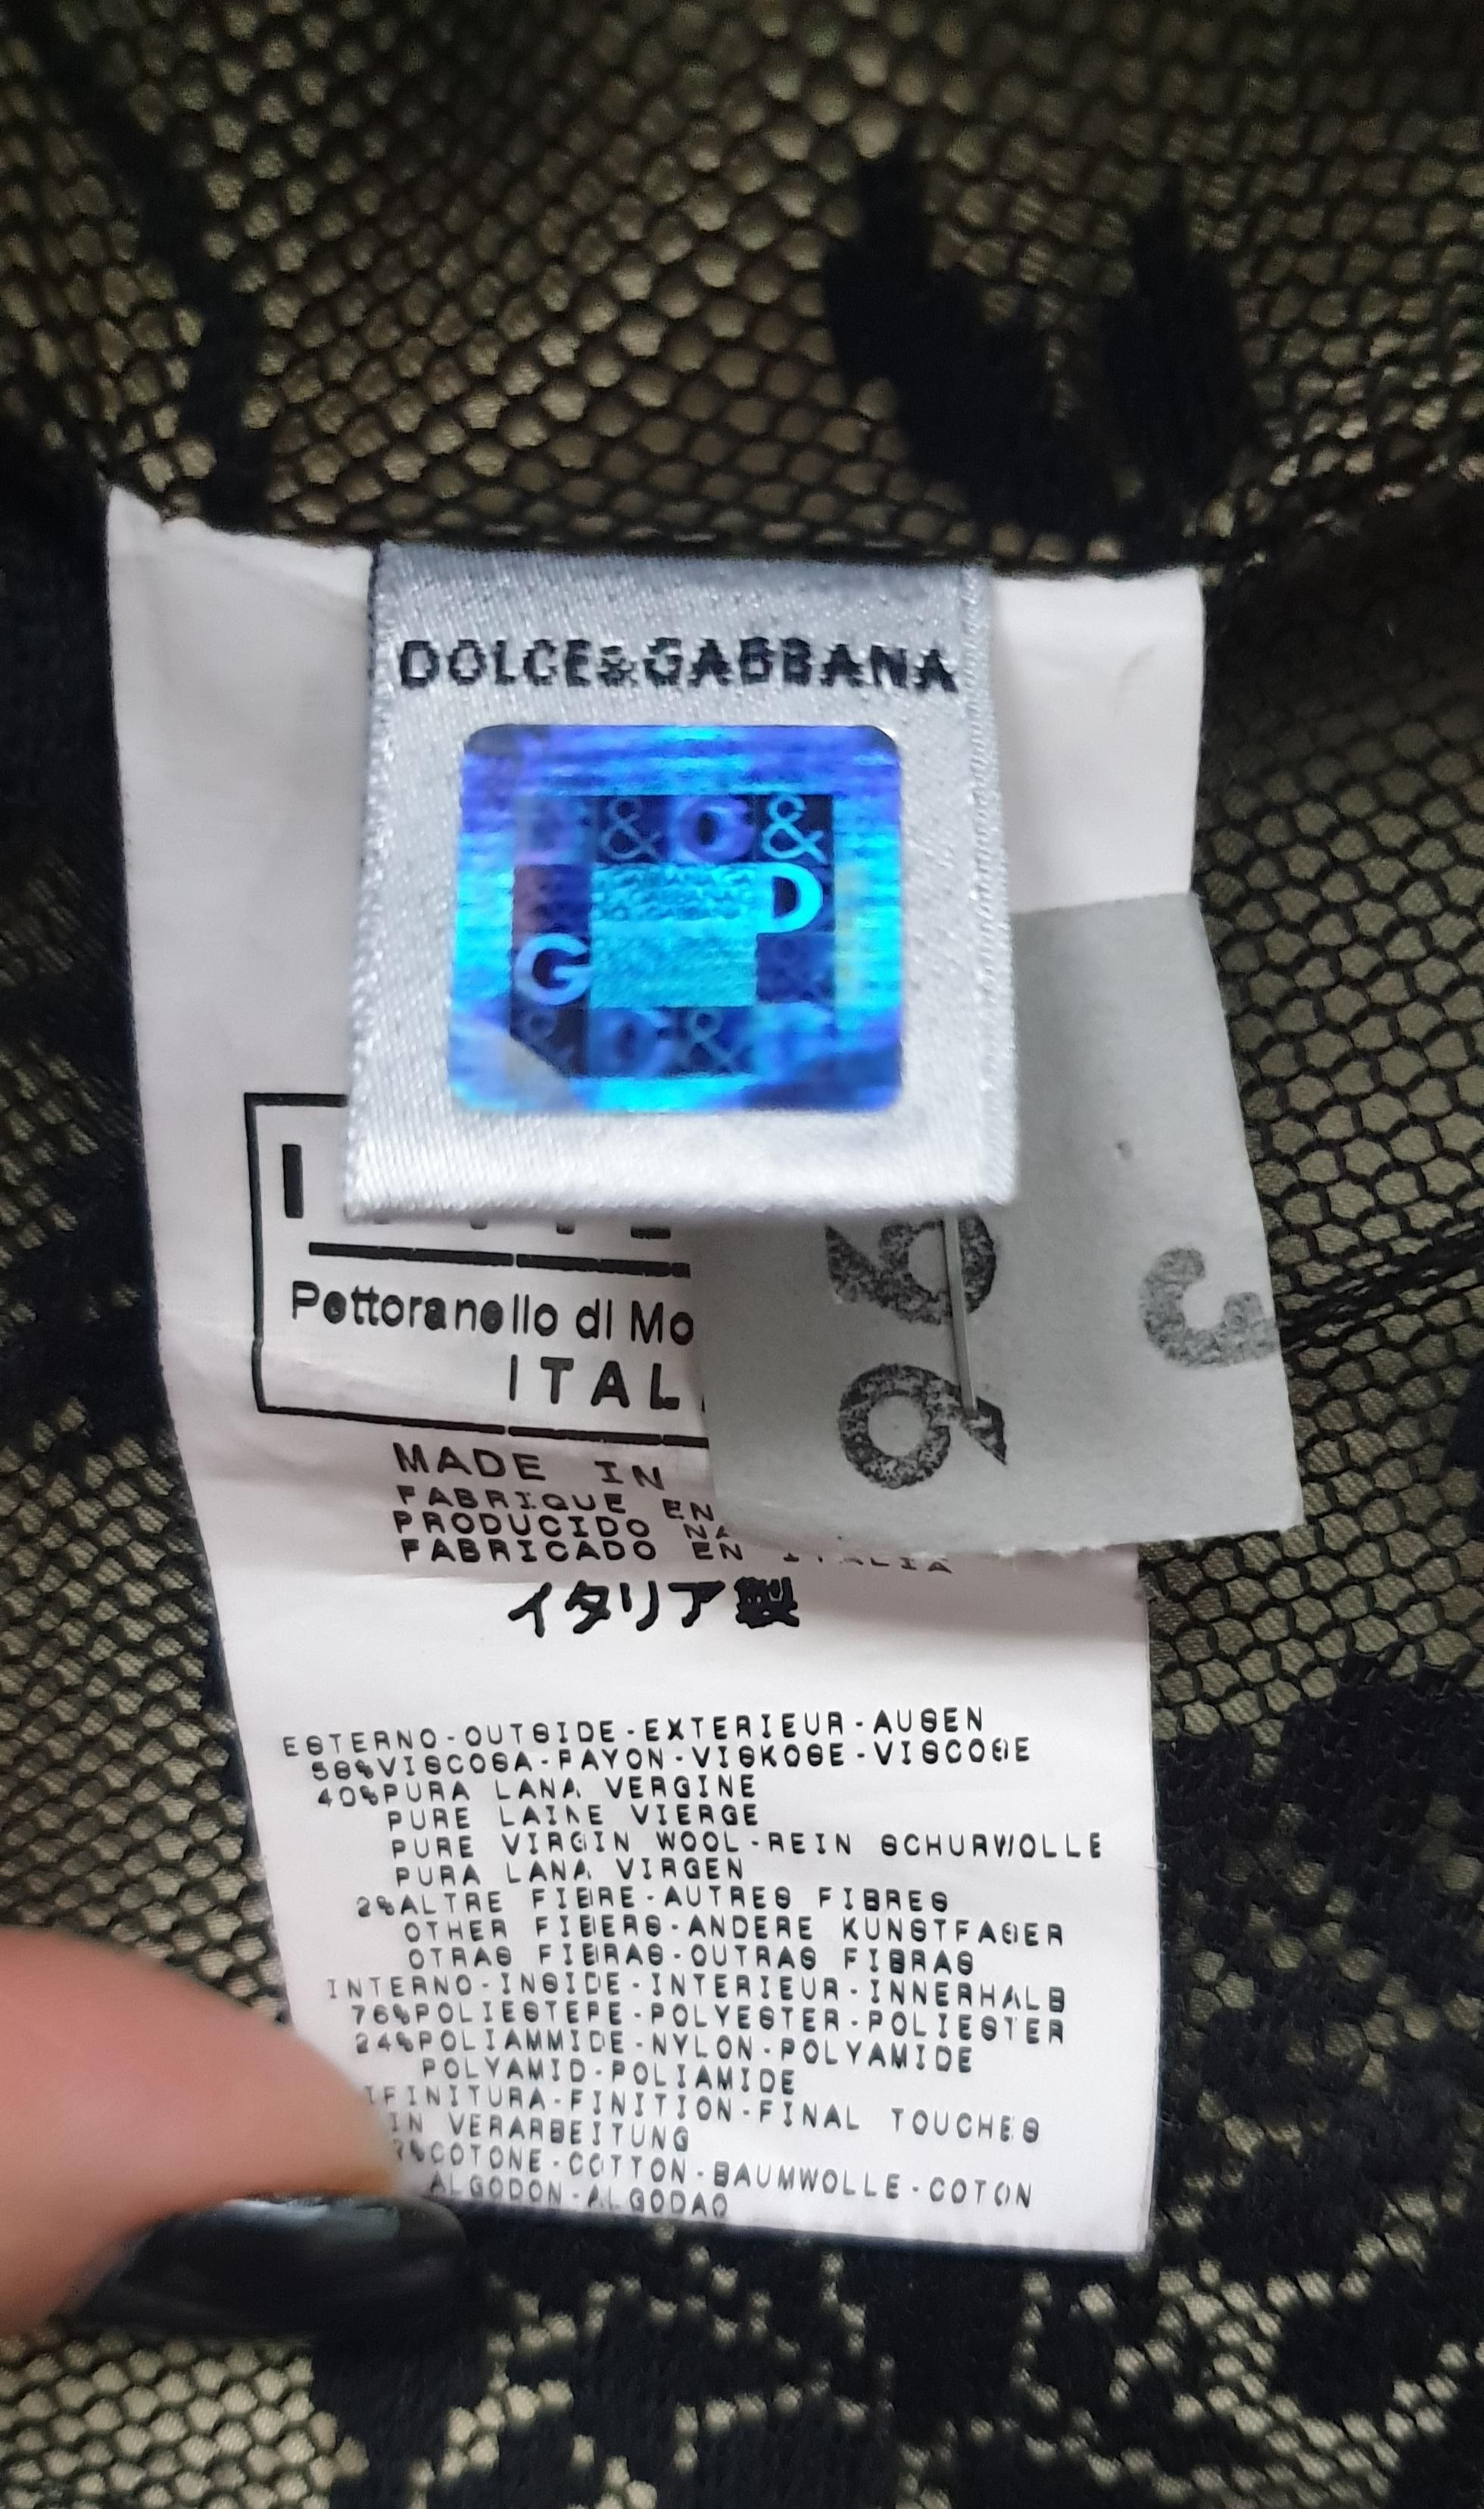 DOLCE&GABBANA
& G &
D
G
&
Pettoranello di Mo
ITAL
MADE IN
FABRIQUE EN
PRODUCIDO NA
FABRICADO EN ITALIA
イタリア製
ESTERNO-OUTSIDE-EXTERIEUR-AUSEN
58%VISCOSA-RAYON-VISKOSE-VISCOSE
40%PURA LANA VERGINE
PURE LAINE VIERGE
PURE VIRGIN WOOL-REIN SCHURWOLLE
PURA LANA VIRGEN
2%ALTRE FIBRE-AUTRES FIBRES
OTHER FIBERS-ANDERE KUNSTFASER
OTRAS FIBRAS-OUTRAS FIBRAS
INTERNO-INSIDE-INTERIEUR-INNERHALB
76%POLIESTERE-POLYESTER-POLIESTER
24%POLIAMMIDE-NYLON-POLYAMIDE
POLYAMID-POLIAMIDE
IFINITURA-FINITION-FINAL TOUCHES
IN VERARBEITUNG
%COTONE-COTTON-BAUMWOLLE-COTON
ALGODON-ALGODAO